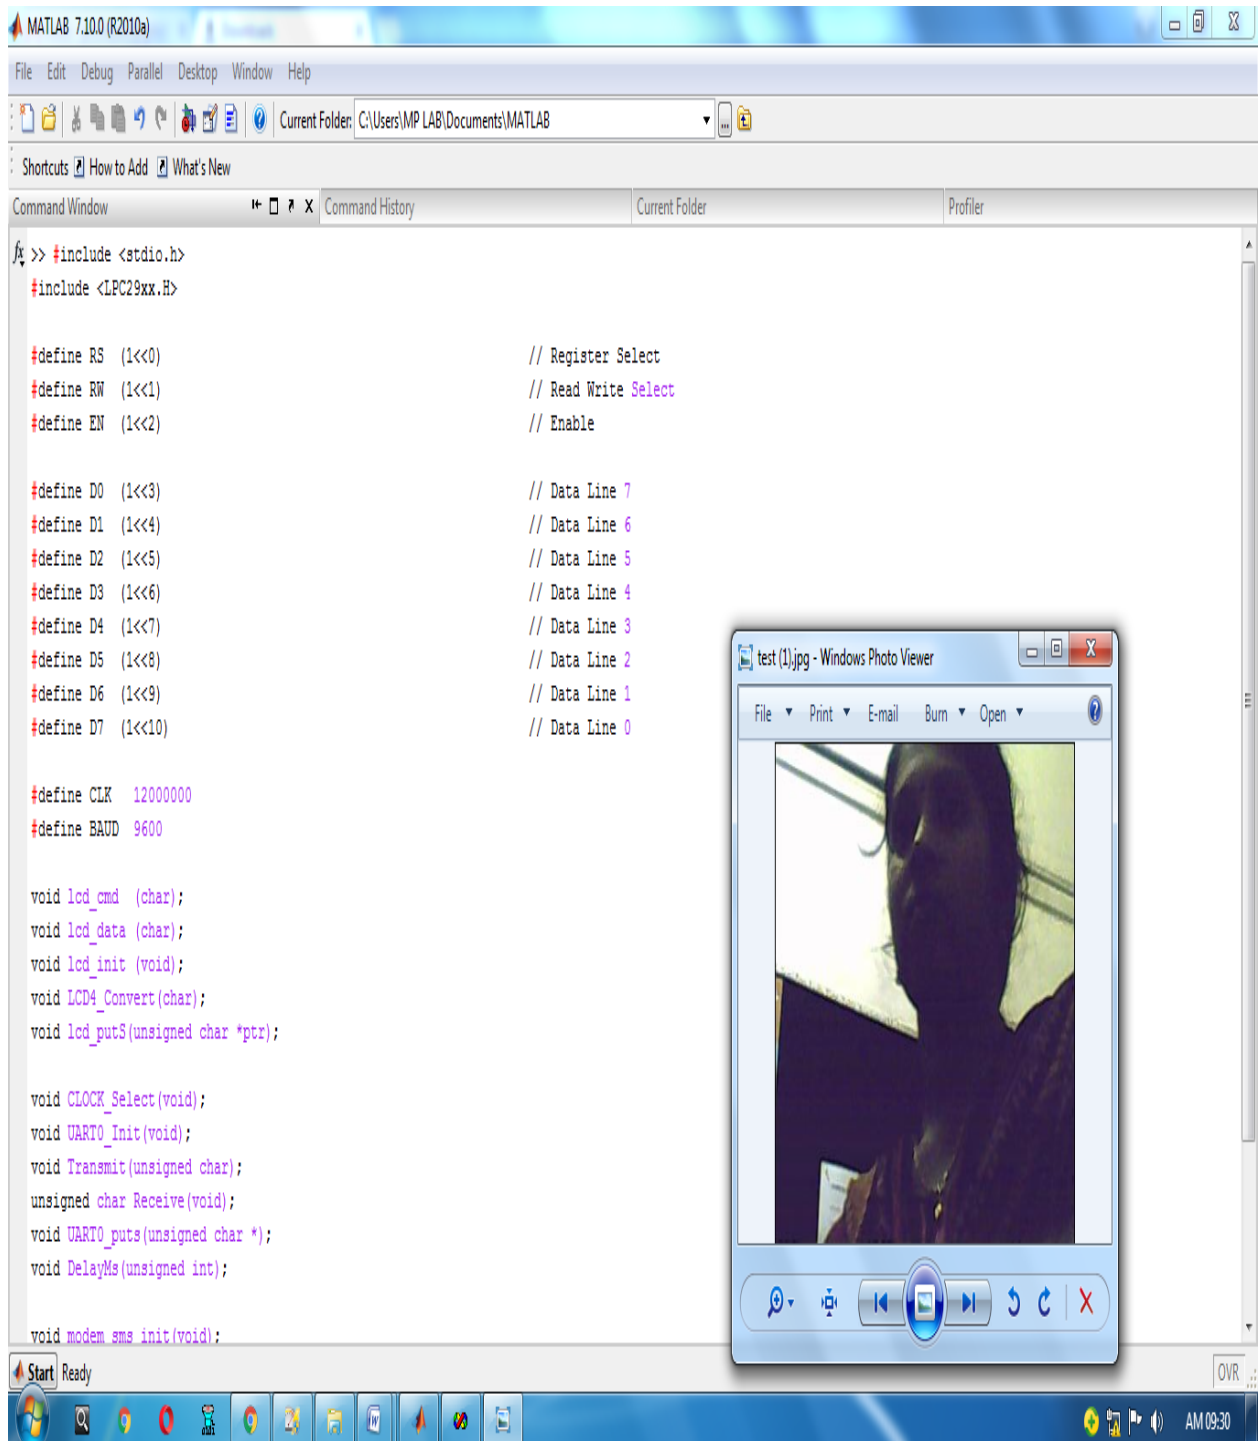 MATLAB 7.10.0 (R2010a)
File Edit Debug Parallel Desktop Window Help
Current Folder: C:\Users\MP LAB\Documents\MATLAB
Shortcuts How to Add What's New
Command Window Command History Current Folder Profiler
fx >> #include <stdio.h>
#include <LPC29xx.H>
#define RS (1<<0) // Register Select
#define RW (1<<1) // Read Write Select
#define EN (1<<2) // Enable
#define D0 (1<<3) // Data Line 7
#define D1 (1<<4) // Data Line 6
#define D2 (1<<5) // Data Line 5
#define D3 (1<<6) // Data Line 4
#define D4 (1<<7) // Data Line 3
#define D5 (1<<8) // Data Line 2
#define D6 (1<<9) // Data Line 1
#define D7 (1<<10) // Data Line 0
#define CLK 12000000
#define BAUD 9600
void lcd_cmd (char);
void lcd_data (char);
void lcd_init (void);
void LCD4_Convert(char);
void lcd_putS(unsigned char *ptr);
void CLOCK_Select(void);
void UART0_Init(void);
void Transmit(unsigned char);
unsigned char Receive(void);
void UART0_puts(unsigned char *);
void DelayMs(unsigned int);
void modem_sms_init(void);
test (1).jpg - Windows Photo Viewer
File Print E-mail Burn Open
Start Ready
OVR
AM 09:30